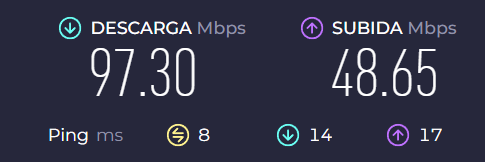 DESCARGA Mbps SUBIDA Mbps
97.30 48.65
Ping ms 8 14 17